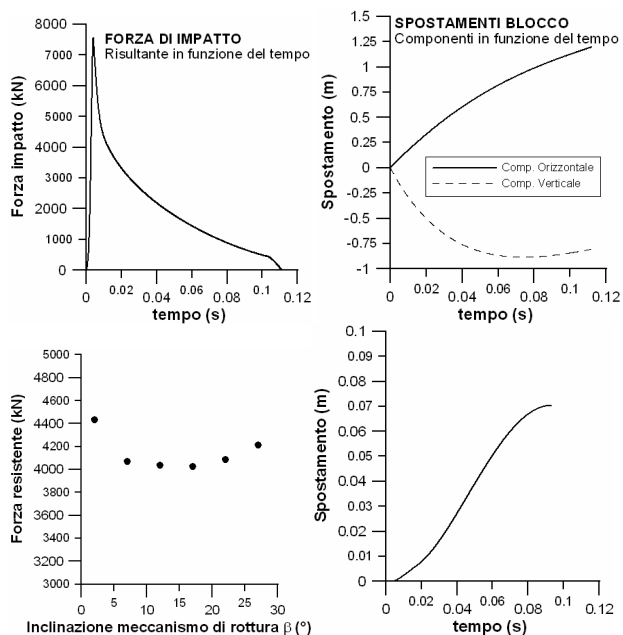 FORZA DI IMPATTO
Risultante in funzione del tempo
Forza impatto (kN)
8000
7000
6000
5000
4000
3000
2000
1000
0
0 0.02 0.04 0.06 0.08 0.1 0.12
tempo (s)
SPOSTAMENTI BLOCCO
Componenti in funzione del tempo
Spostamento (m)
1.5
1.25
1
0.75
0.5
0.25
0
-0.25
-0.5
-0.75
-1
Comp. Orizzontale
Comp. Verticale
0 0.02 0.04 0.06 0.08 0.1 0.12
tempo (s)
Forza resistente (kN)
5000
4800
4600
4400
4200
4000
3800
3600
3400
3200
3000
0 5 10 15 20 25 30
Inclinazione meccanismo di rottura β (°)
Spostamento (m)
0.1
0.09
0.08
0.07
0.06
0.05
0.04
0.03
0.02
0.01
0
0 0.02 0.04 0.06 0.08 0.1 0.12
tempo (s)